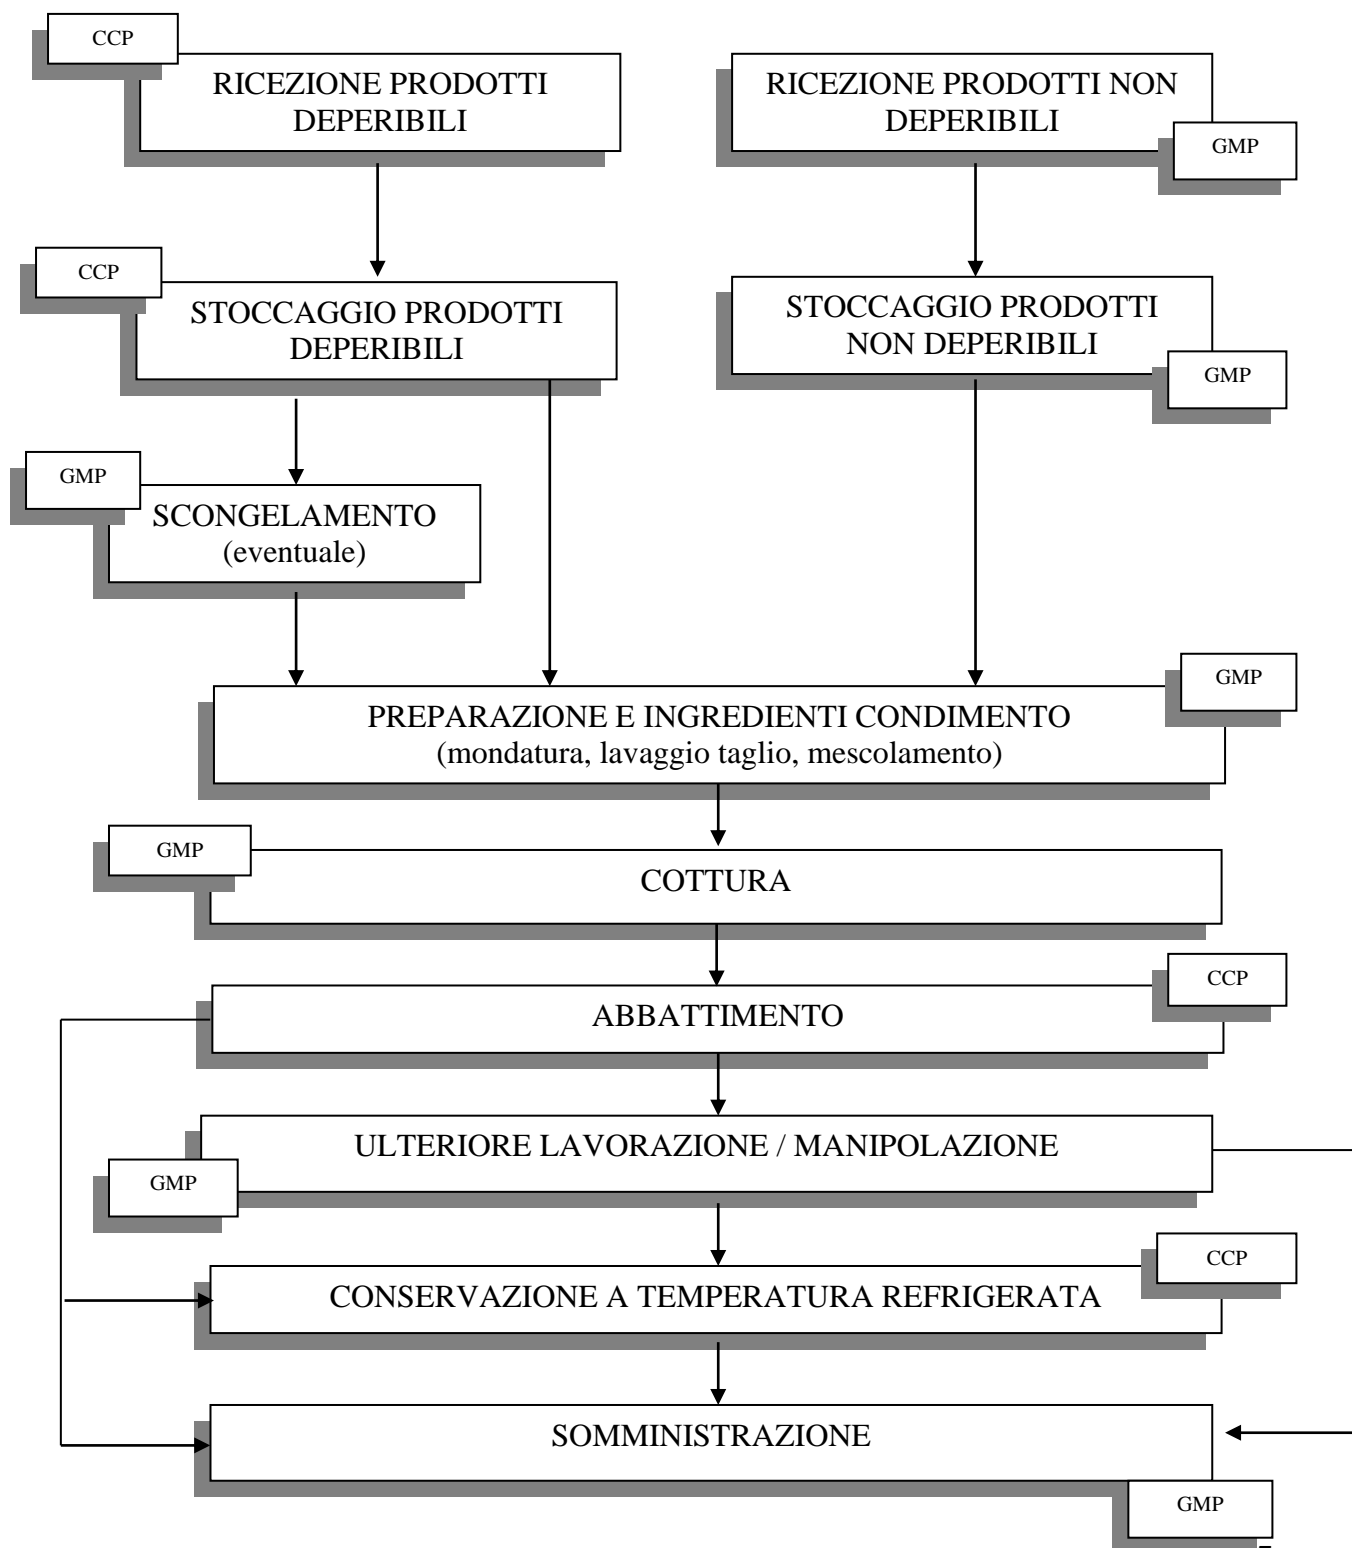 CCP
RICEZIONE PRODOTTI
DEPERIBILI
RICEZIONE PRODOTTI NON
DEPERIBILI
GMP
CCP
STOCCAGGIO PRODOTTI
DEPERIBILI
STOCCAGGIO PRODOTTI
NON DEPERIBILI
GMP
GMP
SCONGELAMENTO
(eventuale)
GMP
PREPARAZIONE E INGREDIENTI CONDIMENTO
(mondatura, lavaggio taglio, mescolamento)
GMP
COTTURA
CCP
ABBATTIMENTO
ULTERIORE LAVORAZIONE / MANIPOLAZIONE
GMP
CCP
CONSERVAZIONE A TEMPERATURA REFRIGERATA
SOMMINISTRAZIONE
GMP